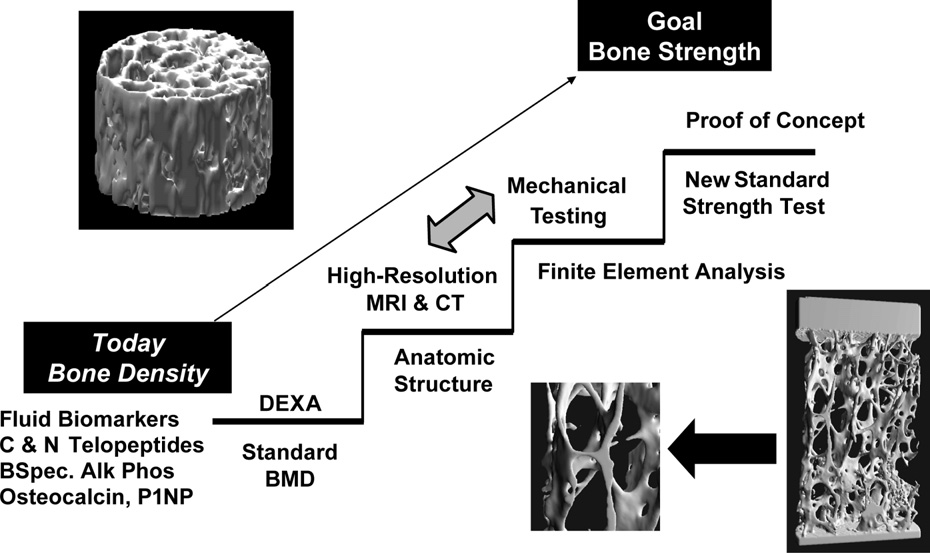 Goal
Bone Strength
Proof of Concept
New Standard
Strength Test
Mechanical
Testing
Finite Element Analysis
High-Resolution
MRI & CT
Anatomic
Structure
Today
Bone Density
DEXA
Standard
BMD
Fluid Biomarkers
C & N Telopeptides
BSpec. Alk Phos
Osteocalcin, P1NP